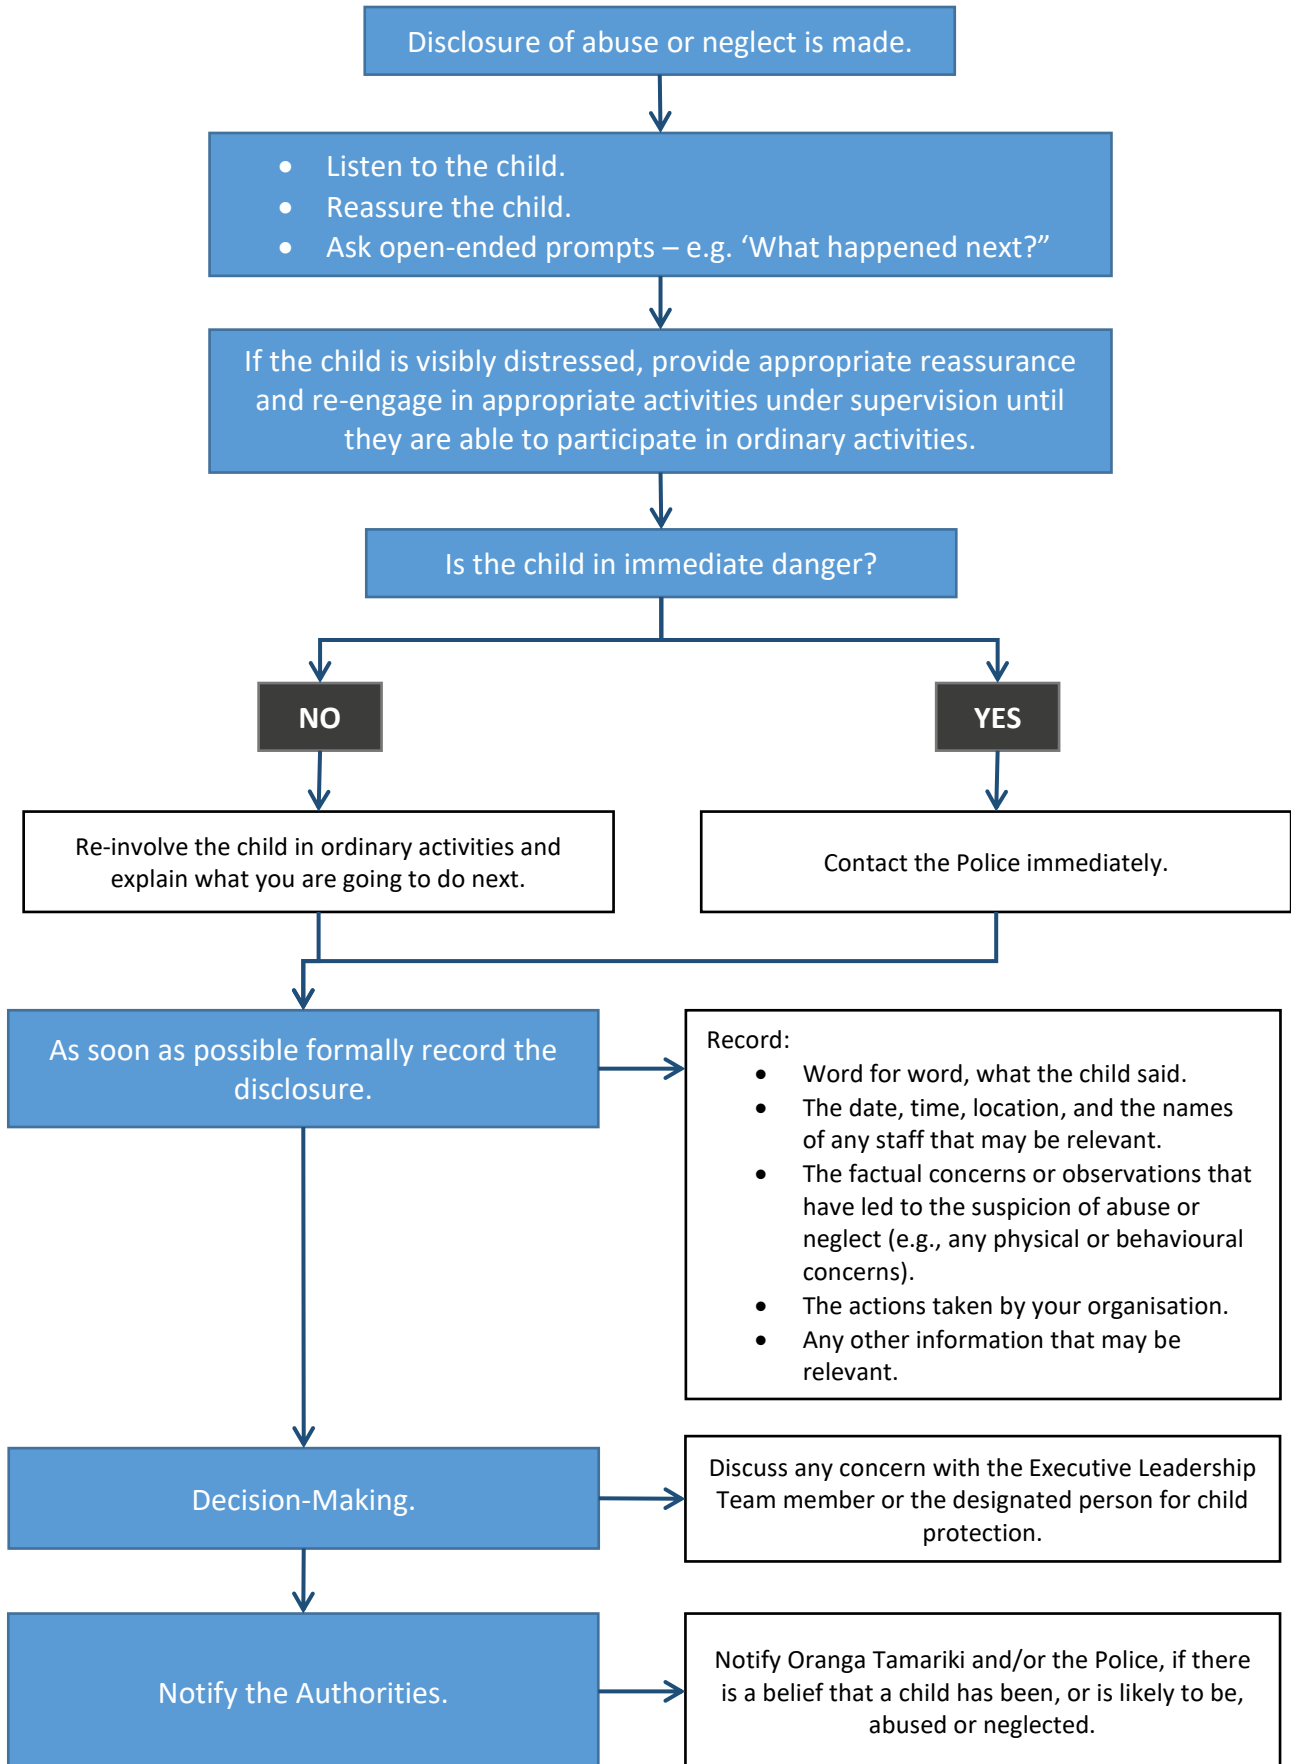 Disclosure of abuse or neglect is made.
• Listen to the child.
• Reassure the child.
• Ask open-ended prompts – e.g. ‘What happened next?”
If the child is visibly distressed, provide appropriate reassurance
and re-engage in appropriate activities under supervision until
they are able to participate in ordinary activities.
Is the child in immediate danger?
NO
YES
Re-involve the child in ordinary activities and
explain what you are going to do next.
Contact the Police immediately.
As soon as possible formally record the
disclosure.
Record:
• Word for word, what the child said.
• The date, time, location, and the names
of any staff that may be relevant.
• The factual concerns or observations that
have led to the suspicion of abuse or
neglect (e.g., any physical or behavioural
concerns).
• The actions taken by your organisation.
• Any other information that may be
relevant.
Decision-Making.
Discuss any concern with the Executive Leadership
Team member or the designated person for child
protection.
Notify the Authorities.
Notify Oranga Tamariki and/or the Police, if there
is a belief that a child has been, or is likely to be,
abused or neglected.